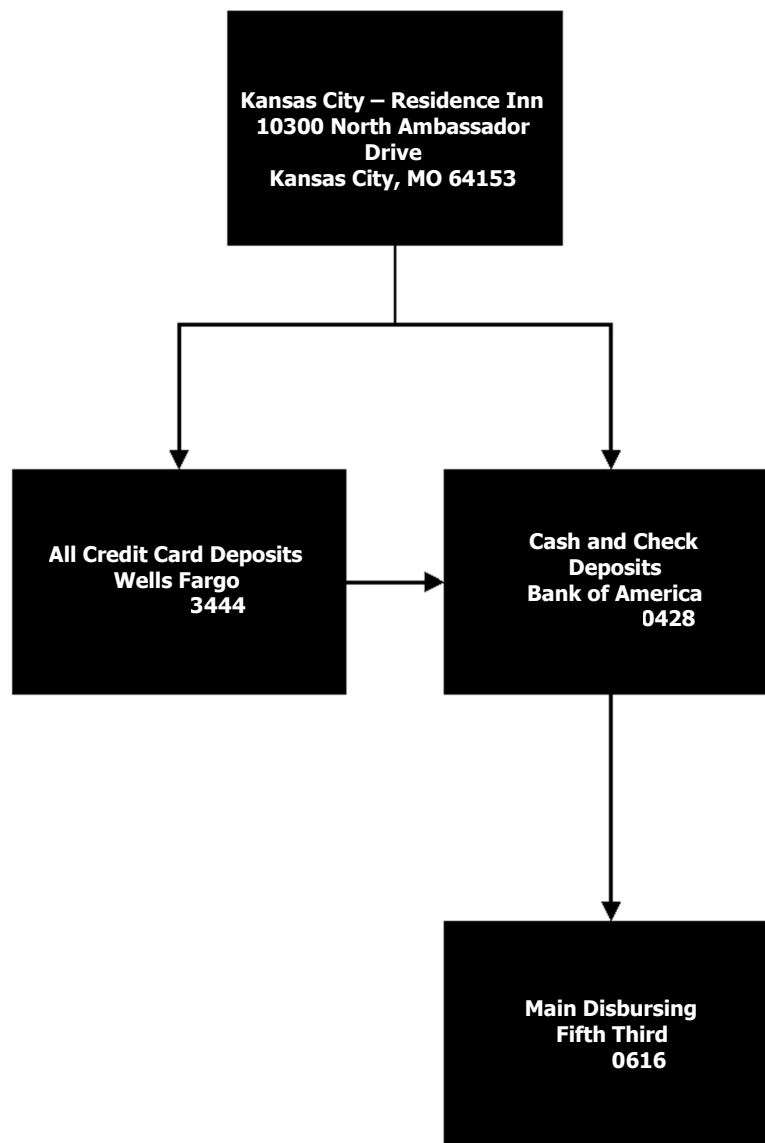 Kansas City – Residence Inn
10300 North Ambassador
Drive
Kansas City, MO 64153
All Credit Card Deposits
Wells Fargo
3444
Cash and Check
Deposits
Bank of America
0428
Main Disbursing
Fifth Third
0616